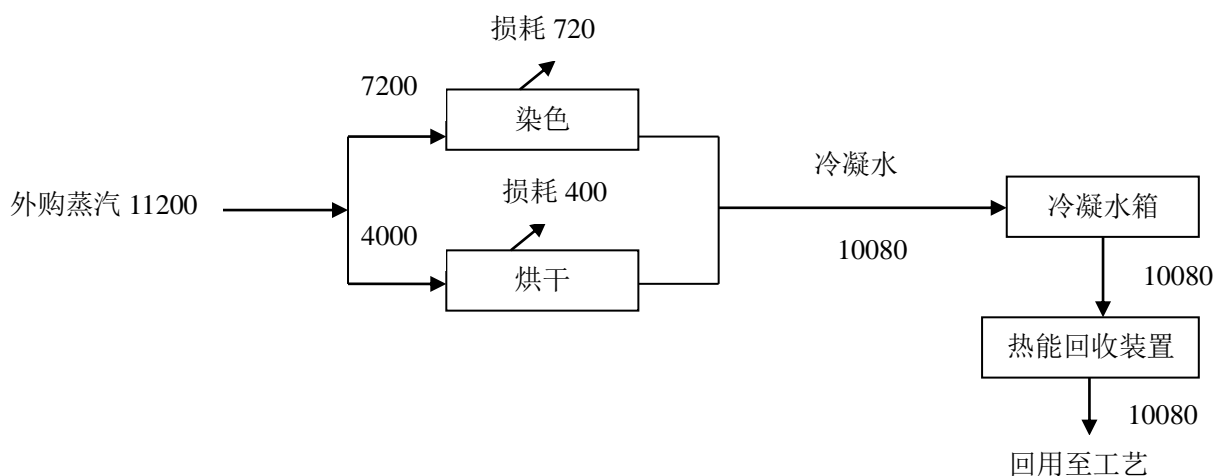 损耗 720
7200
染色
外购蒸汽 11200
损耗 400
4000
烘干
冷凝水
10080
冷凝水箱
10080
热能回收装置
10080
回用至工艺